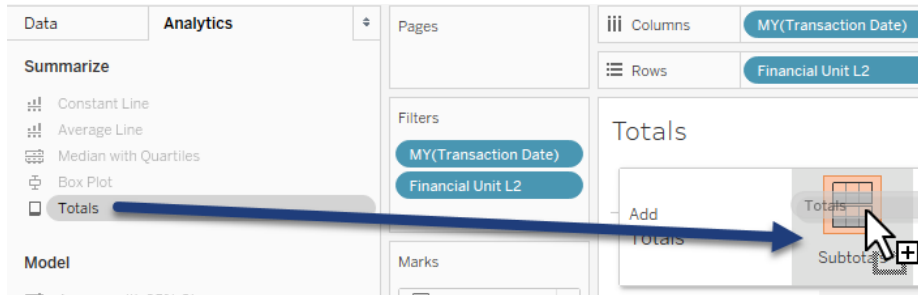 Data
Analytics
Summarize
Constant Line
Average Line
Median with Quartiles
Box Plot
Totals
Model
Pages
Filters
MY(Transaction Date)
Financial Unit L2
Marks
Columns
MY(Transaction Date)
Rows
Financial Unit L2
Totals
Add
Totals
Totals